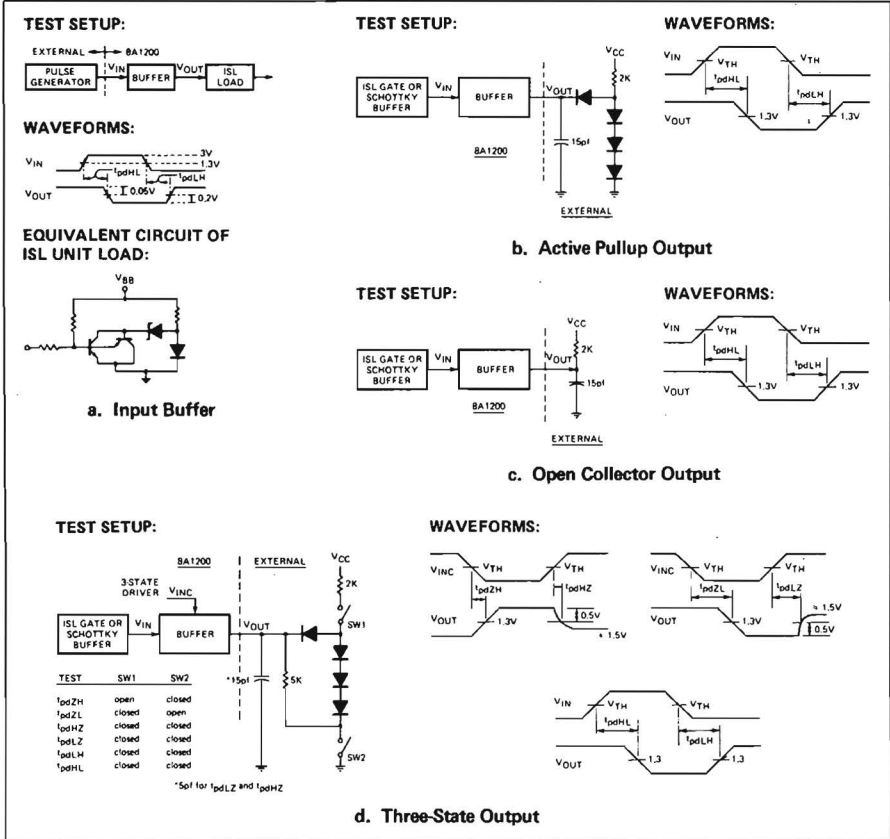 TEST SETUP:
EXTERNAL 8A1200
PULSE GENERATOR
VIN
BUFFER
VOUT
ISL LOAD
WAVEFORMS:
VIN
3V
1.3V
tpdHL
tpdLH
VOUT
0.05V
0.2V
EQUIVALENT CIRCUIT OF
ISL UNIT LOAD:
VBB
a. Input Buffer
TEST SETUP:
VCC
2K
ISL GATE OR
SCHOTTKY
BUFFER
VIN
BUFFER
VOUT
15pf
8A1200
EXTERNAL
WAVEFORMS:
VIN
VTH
VTH
tpdHL
tpdLH
VOUT
1.3V
1.3V
b. Active Pullup Output
TEST SETUP:
VCC
2K
ISL GATE OR
SCHOTTKY
BUFFER
VIN
BUFFER
VOUT
15pf
8A1200
EXTERNAL
WAVEFORMS:
VIN
VTH
VTH
tpdHL
tpdLH
VOUT
1.3V
1.3V
c. Open Collector Output
TEST SETUP:
8A1200
EXTERNAL
VCC
2K
3-STATE
DRIVER
VINC
SW1
ISL GATE OR
SCHOTTKY
BUFFER
VIN
BUFFER
VOUT
*15pf
5K
SW2
TEST SW1 SW2
tpdZH open closed
tpdZL closed open
tpdHZ closed closed
tpdLZ closed closed
tpdLH closed closed
tpdHL closed closed
*5pf for tpdLZ and tpdHZ
WAVEFORMS:
VINC
VTH
VTH
tpdZH
tpdHZ
VOUT
1.3V
0.5V
≈ 1.5V
VINC
VTH
VTH
tpdZL
tpdLZ
VOUT
1.3V
≈ 1.5V
0.5V
VIN
VTH
VTH
tpdHL
tpdLH
VOUT
1.3
1.3
d. Three-State Output